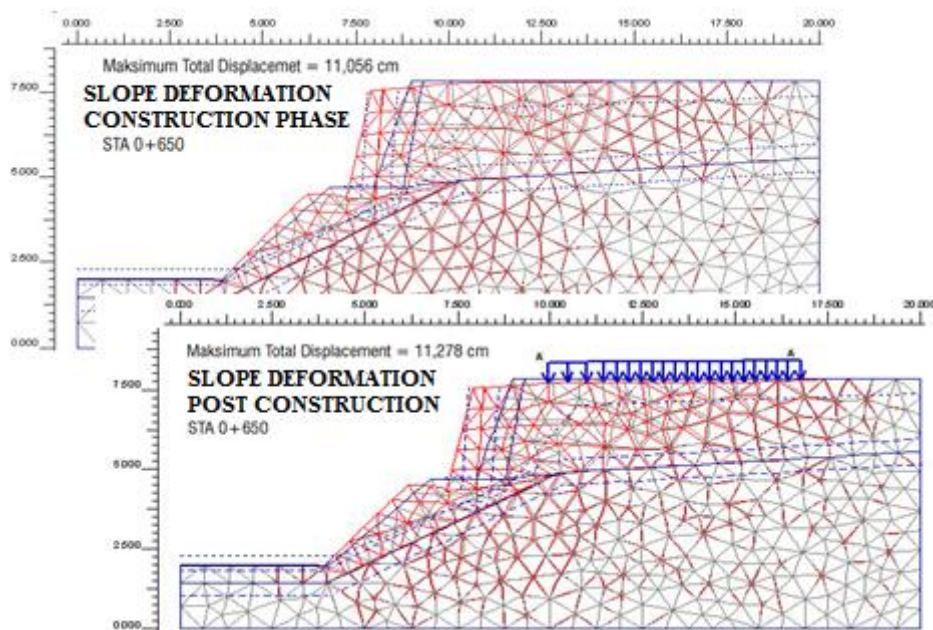 0.000 2.500 5.000 7.500 10.000 12.500 15.000 17.500 20.000
Maksimum Total Displacemet = 11,056 cm
7.500
SLOPE DEFORMATION
CONSTRUCTION PHASE
STA 0+650
5.000
2.500
0.000
0.000 2.500 5.000 7.500 10.000 12.500 15.000 17.500 20.000
Maksimum Total Displacement = 11,278 cm
A A
7.500
SLOPE DEFORMATION
POST CONSTRUCTION
STA 0+650
5.000
2.500
0.000